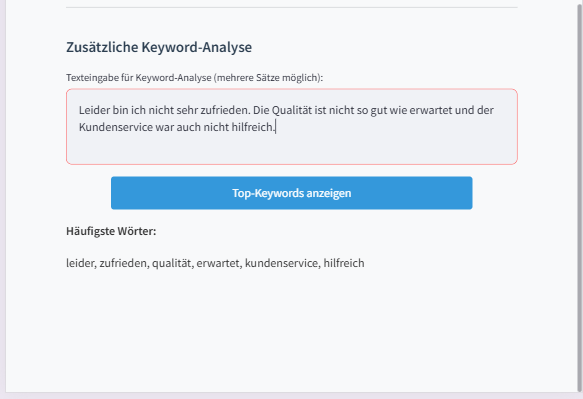 Zusätzliche Keyword-Analyse
Texteingabe für Keyword-Analyse (mehrere Sätze möglich):
Leider bin ich nicht sehr zufrieden. Die Qualität ist nicht so gut wie erwartet und der
Kundenservice war auch nicht hilfreich.
Top-Keywords anzeigen
Häufigste Wörter:
leider, zufrieden, qualität, erwartet, kundenservice, hilfreich